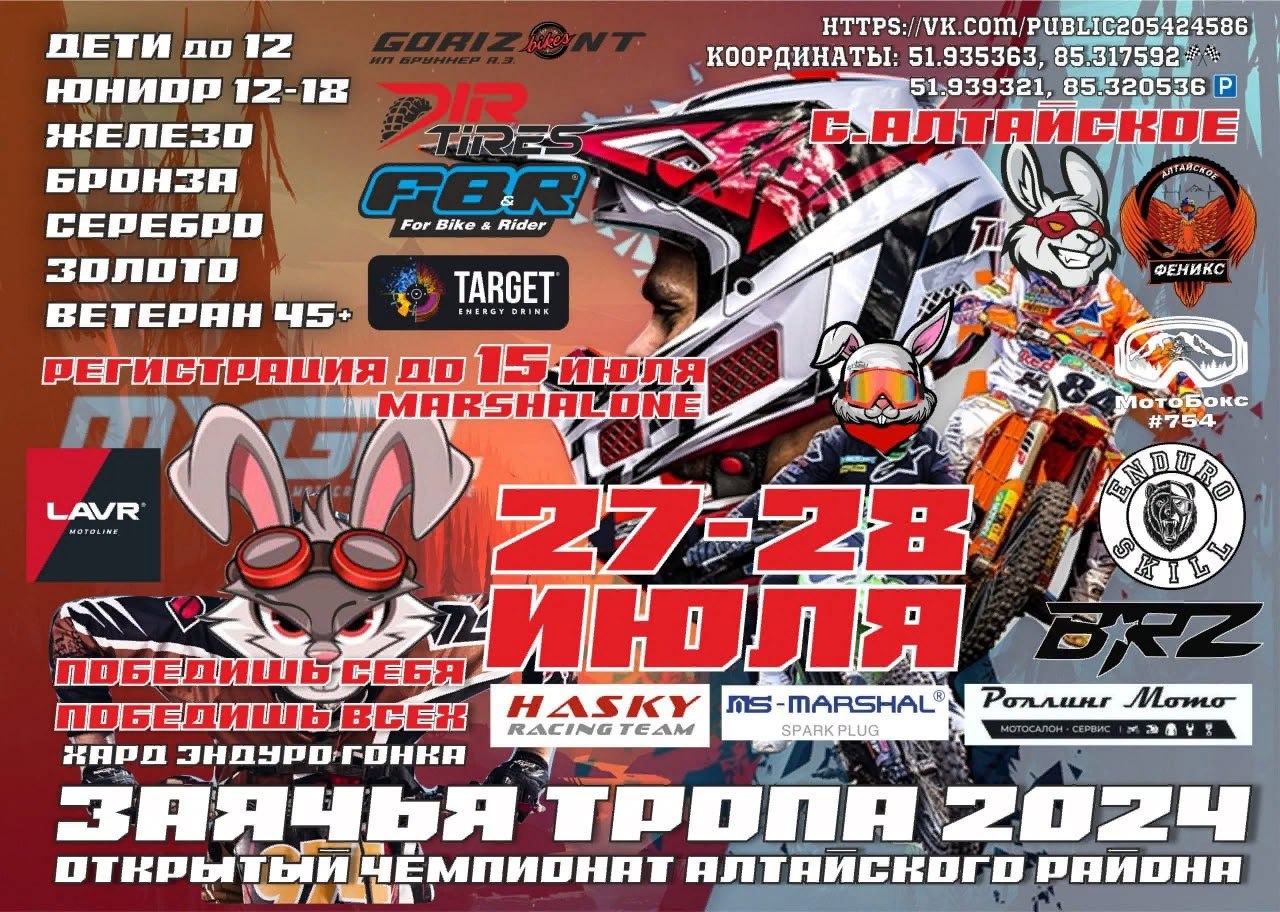 ДЕТИ ДО 12
ЮНИОР 12-18
ЖЕЛЕЗО
БРОНЗА
СЕРЕБРО
ЗОЛОТО
ВЕТЕРАН 45+
GORIZONT
bikes
ИП БРУННЕР А.Э.
DIR
TIRES
F&R
For Bike & Rider
TARGET
ENERGY DRINK
HTTPS://VK.COM/PUBLIC205424586
КООРДИНАТЫ: 51.935363, 85.317592
51.939321, 85.320536 P
С.АЛТАЙСКОЕ
АЛТАЙСКОЕ
ФЕНИКС
МотоБокс
#754
ENDURO
SKILL
BRZ
84
РЕГИСТРАЦИЯ ДО 15 ИЮЛЯ
MARSHALONE
LAVR®
MOTOLINE
27-28
ИЮЛЯ
ПОБЕДИШЬ СЕБЯ
ПОБЕДИШЬ ВСЕХ
ХАРД ЭНДУРО ГОНКА
HASKY
RACING TEAM
MS-MARSHAL®
SPARK PLUG
Роллинг Мото
МОТОСАЛОН - СЕРВИС
ЗАЯЧЬЯ ТРОПА 2024
ОТКРЫТЫЙ ЧЕМПИОНАТ АЛТАЙСКОГО РАЙОНА